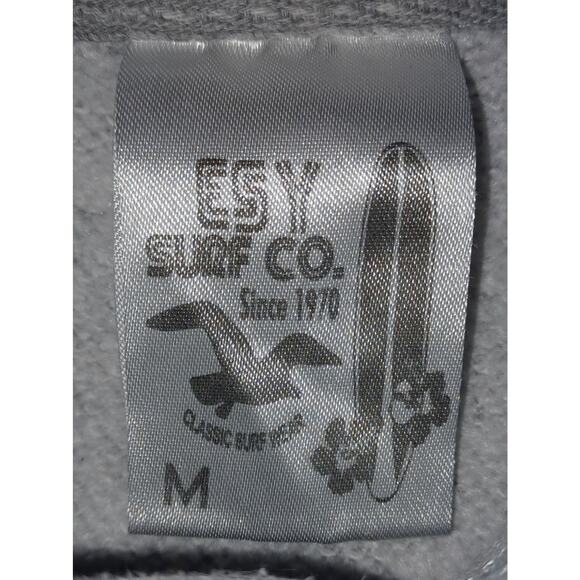 ESY
SURF CO.
Since 1970
CLASSIC SURF WEAR
M